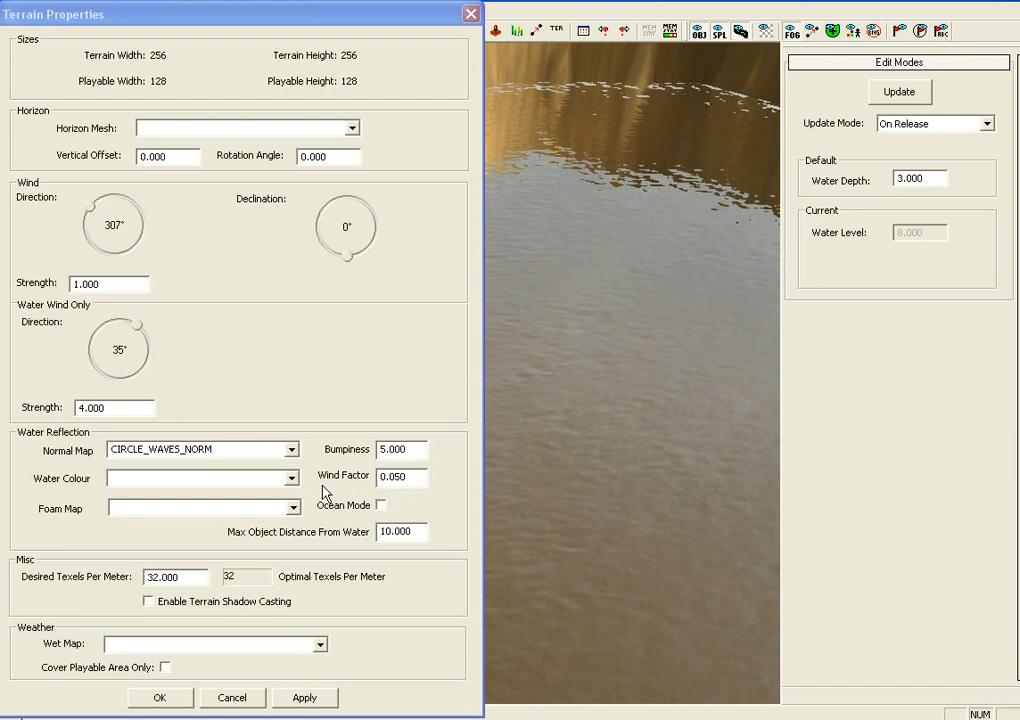 Terrain Properties
Sizes
Terrain Width: 256
Terrain Height: 256
Playable Width: 128
Playable Height: 128
Horizon
Horizon Mesh:
Vertical Offset: 0.000
Rotation Angle: 0.000
Wind
Direction:
307°
Declination:
0°
Strength: 1.000
Water Wind Only
Direction:
35°
Strength: 4.000
Water Reflection
Normal Map CIRCLE_WAVES_NORM
Bumpiness 5.000
Water Colour
Wind Factor 0.050
Foam Map
Ocean Mode
Max Object Distance From Water 10.000
Misc
Desired Texels Per Meter: 32.000
32 Optimal Texels Per Meter
Enable Terrain Shadow Casting
Weather
Wet Map:
Cover Playable Area Only:
OK
Cancel
Apply
TER
OBJ
SPL
FOG
Edit Modes
Update
Update Mode: On Release
Default
Water Depth: 3.000
Current
Water Level: 8.000
NUM